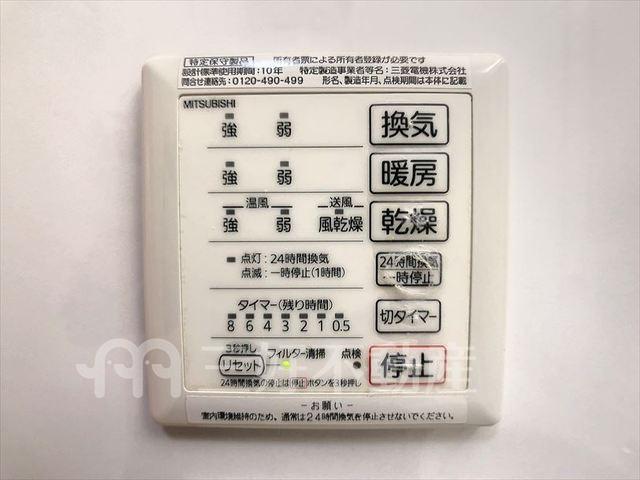 特定保守製品 所有者票による所有者登録が必要です
設計標準使用期間:10年 特定製造事業者等名:三菱電機株式会社
問合せ連絡先:0120-490-499 形名、製造年月、点検期間は本体に記載
MITSUBISHI
強 弱 換気
強 弱 暖房
温風 送風
強 弱 風乾燥 乾燥
点灯:24時間換気
点滅:一時停止(1時間)
24時間換気
一時停止
タイマー(残り時間)
8 6 4 3 2 1 0.5
切タイマー
3秒押し
リセット フィルター清掃 点検
停止
24時間換気の停止は停止ボタンを3秒押し
三好不動産
-お願い-
室内環境維持のため、通常は24時間換気を停止させないでください。